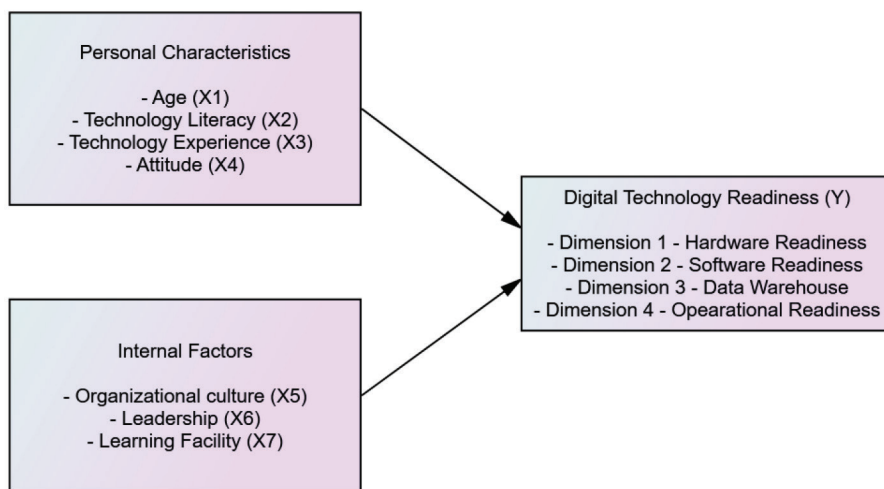 Personal Characteristics
- Age (X1)
- Technology Literacy (X2)
- Technology Experience (X3)
- Attitude (X4)
Digital Technology Readiness (Y)
- Dimension 1 - Hardware Readiness
- Dimension 2 - Software Readiness
- Dimension 3 - Data Warehouse
- Dimension 4 - Opearational Readiness
Internal Factors
- Organizational culture (X5)
- Leadership (X6)
- Learning Facility (X7)